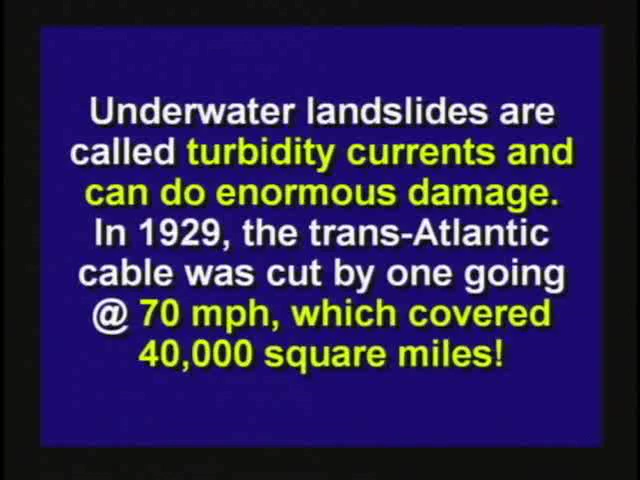 Underwater landslides are
called turbidity currents and
can do enormous damage.
In 1929, the trans-Atlantic
cable was cut by one going
@ 70 mph, which covered
40,000 square miles!